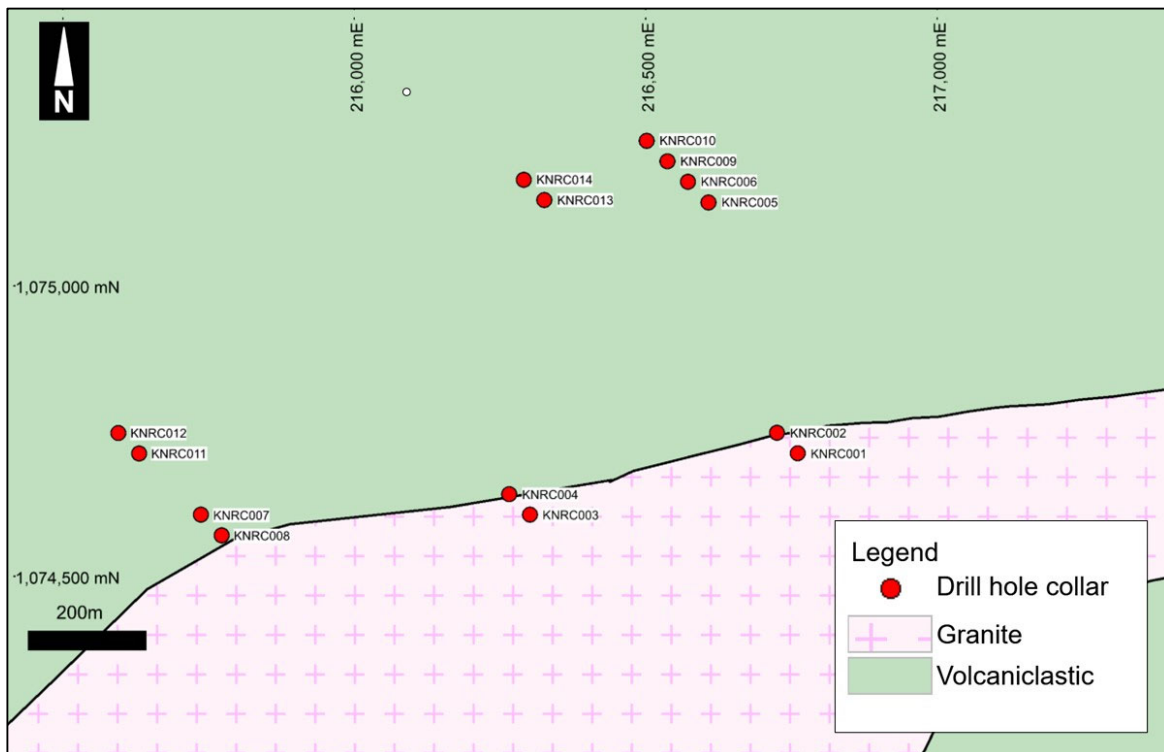 216,000 mE
216,500 mE
217,000 mE
N
KNRC010
KNRC009
KNRC014
KNRC006
KNRC013
KNRC005
1,075,000 mN
KNRC012
KNRC002
KNRC011
KNRC001
KNRC004
KNRC007
KNRC003
KNRC008
1,074,500 mN
200m
Legend
Drill hole collar
Granite
Volcaniclastic